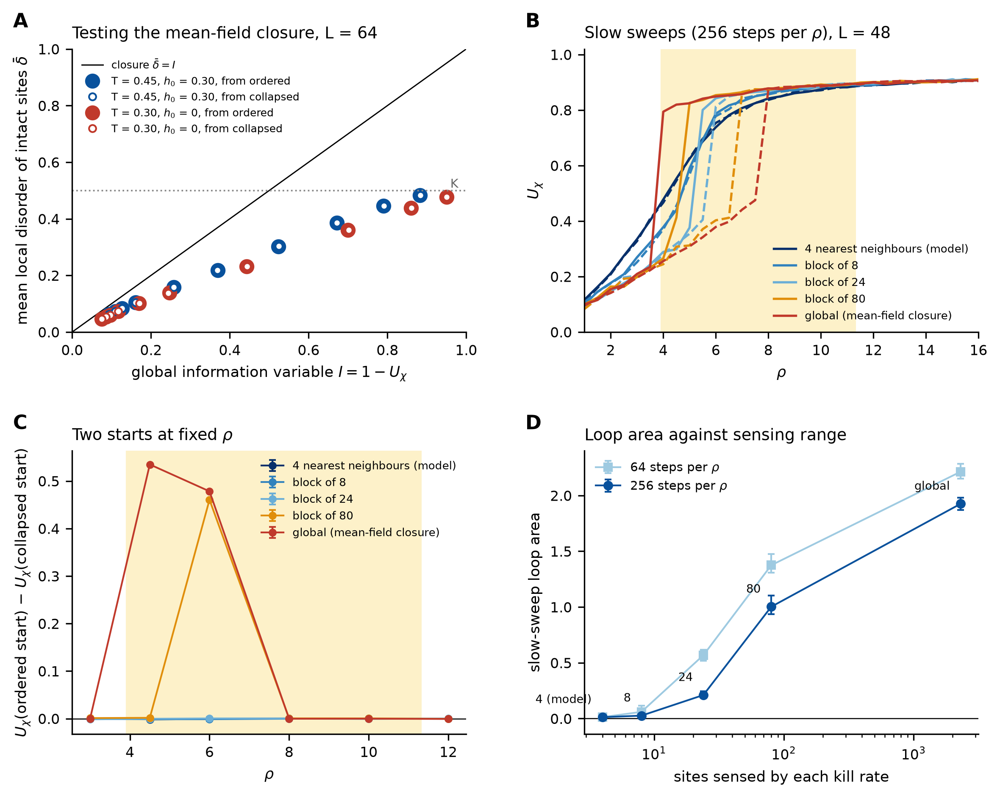 A
Testing the mean-field closure, L = 64
mean local disorder of intact sites δ̄
1.0
0.8
0.6
0.4
0.2
0.0
closure δ̄ = I
T = 0.45, h₀ = 0.30, from ordered
T = 0.45, h₀ = 0.30, from collapsed
T = 0.30, h₀ = 0, from ordered
T = 0.30, h₀ = 0, from collapsed
K
0.0 0.2 0.4 0.6 0.8 1.0
global information variable I = 1 − Uᵪ
B
Slow sweeps (256 steps per ρ), L = 48
Uᵪ
1.0
0.8
0.6
0.4
0.2
0.0
4 nearest neighbours (model)
block of 8
block of 24
block of 80
global (mean-field closure)
2 4 6 8 10 12 14 16
ρ
C
Two starts at fixed ρ
Uᵪ(ordered start) − Uᵪ(collapsed start)
0.5
0.4
0.3
0.2
0.1
0.0
4 nearest neighbours (model)
block of 8
block of 24
block of 80
global (mean-field closure)
4 6 8 10 12
ρ
D
Loop area against sensing range
slow-sweep loop area
2.0
1.5
1.0
0.5
0.0
64 steps per ρ
256 steps per ρ
global
80
24
8
4 (model)
10¹ 10² 10³
sites sensed by each kill rate